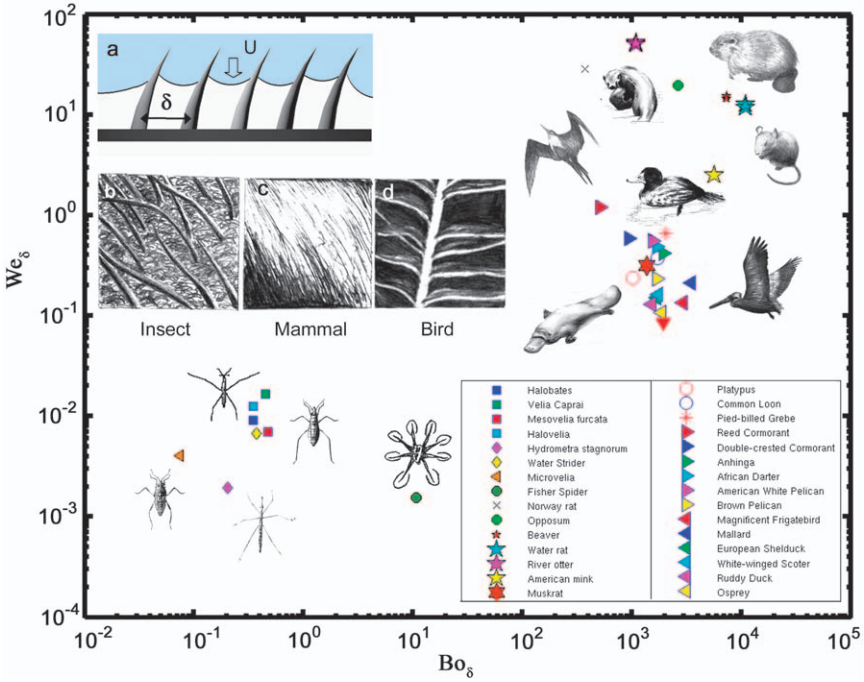 10^2
10^1
10^0
10^-1
10^-2
10^-3
10^-4
We_δ
a
U
δ
b
c
d
Insect
Mammal
Bird
Halobates
Velia Caprai
Mesovelia furcata
Halovelia
Hydrometra stagnorum
Water Strider
Microvelia
Fisher Spider
Norway rat
Opposum
Beaver
Water rat
River otter
American mink
Muskrat
Platypus
Common Loon
Pied-billed Grebe
Reed Cormorant
Double-crested Cormorant
Anhinga
African Darter
American White Pelican
Brown Pelican
Magnificent Frigatebird
Mallard
European Shelduck
White-winged Scoter
Ruddy Duck
Osprey
10^-2 10^-1 10^0 10^1 10^2 10^3 10^4 10^5
Bo_δ